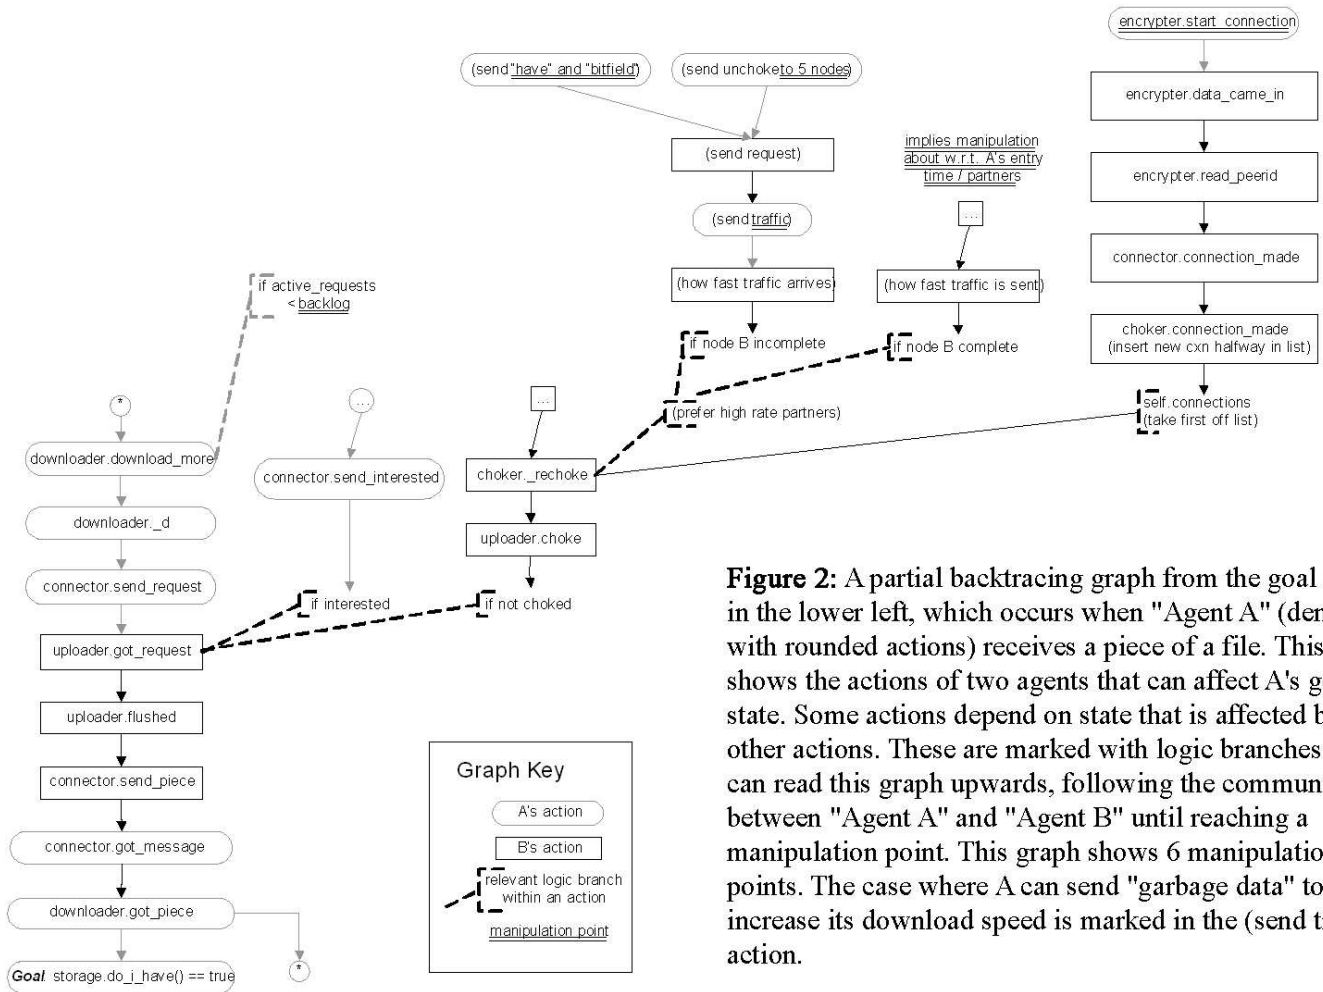 encrypter.start_connection
(send "have" and "bitfield")
(send unchoke to 5 nodes)
encrypter.data_came_in
(send request)
implies manipulation
about w.r.t. A's entry
time / partners
encrypter.read_peerid
(send traffic)
...
connector.connection_made
if active_requests
< backlog
(how fast traffic arrives)
(how fast traffic is sent)
choker.connection_made
(insert new cxn halfway in list)
if node B incomplete
if node B complete
*
...
...
(prefer high rate partners)
self.connections
(take first off list)
downloader.download_more
connector.send_interested
choker._rechoke
downloader._d
uploader.choke
connector.send_request
if interested
if not choked
uploader.got_request
uploader.flushed
connector.send_piece
connector.got_message
downloader.got_piece
Goal: storage.do_i_have() == true
*
Graph Key
A's action
B's action
relevant logic branch
within an action
manipulation point
Figure 2: A partial backtracing graph from the goal
in the lower left, which occurs when "Agent A" (den
with rounded actions) receives a piece of a file. This
shows the actions of two agents that can affect A's g
state. Some actions depend on state that is affected b
other actions. These are marked with logic branches
can read this graph upwards, following the commun
between "Agent A" and "Agent B" until reaching a
manipulation point. This graph shows 6 manipulatio
points. The case where A can send "garbage data" to
increase its download speed is marked in the (send t
action.